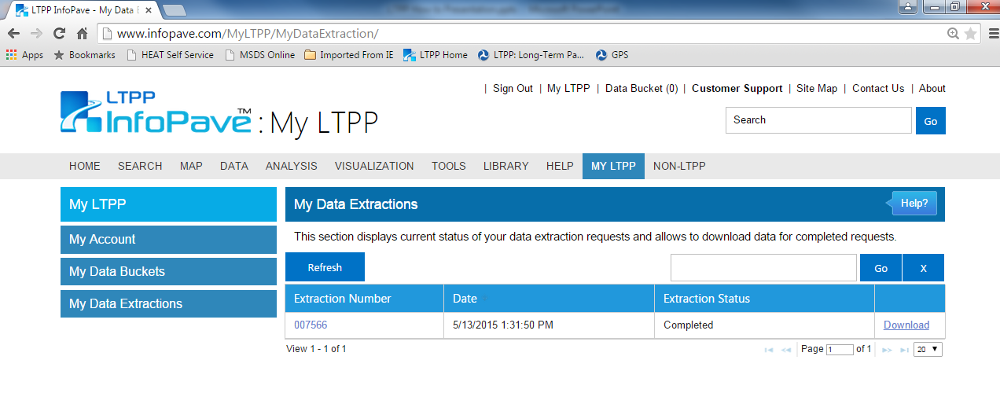 LTPP InfoPave - My Data E
www.infopave.com/MyLTPP/MyDataExtraction/
Apps Bookmarks HEAT Self Service MSDS Online Imported From IE LTPP Home LTPP: Long-Term Pa... GPS
| Sign Out | My LTPP | Data Bucket (0) | Customer Support | Site Map | Contact Us | About
LTPP
InfoPave™ : My LTPP
Search Go
HOME SEARCH MAP DATA ANALYSIS VISUALIZATION TOOLS LIBRARY HELP MY LTPP NON-LTPP
My LTPP
My Account
My Data Buckets
My Data Extractions
My Data Extractions Help?
This section displays current status of your data extraction requests and allows to download data for completed requests.
Refresh Go X
Extraction Number Date Extraction Status
007566 5/13/2015 1:31:50 PM Completed Download
View 1 - 1 of 1 Page 1 of 1 20